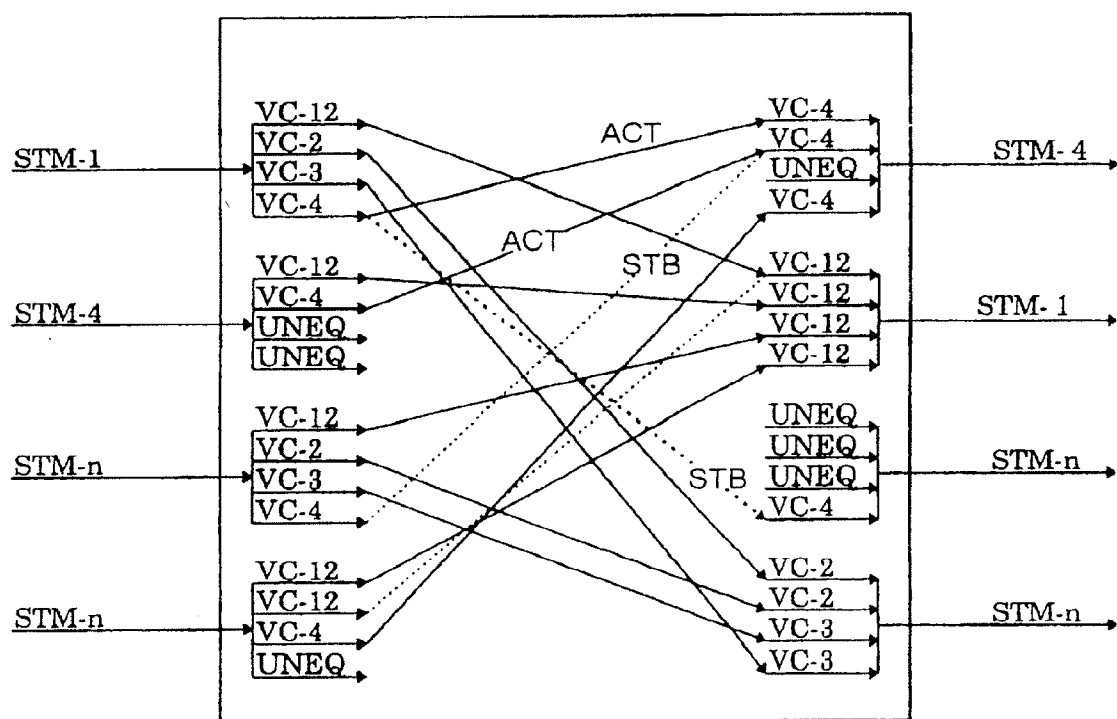 STM-1
VC-12
VC-2
VC-3
VC-4
STM-4
VC-12
VC-4
UNEQ
UNEQ
STM-n
VC-12
VC-2
VC-3
VC-4
STM-n
VC-12
VC-12
VC-4
UNEQ
ACT
ACT
STB
STB
VC-4
VC-4
UNEQ
VC-4
STM- 4
VC-12
VC-12
VC-12
VC-12
STM- 1
UNEQ
UNEQ
UNEQ
VC-4
STM-n
VC-2
VC-2
VC-3
VC-3
STM-n